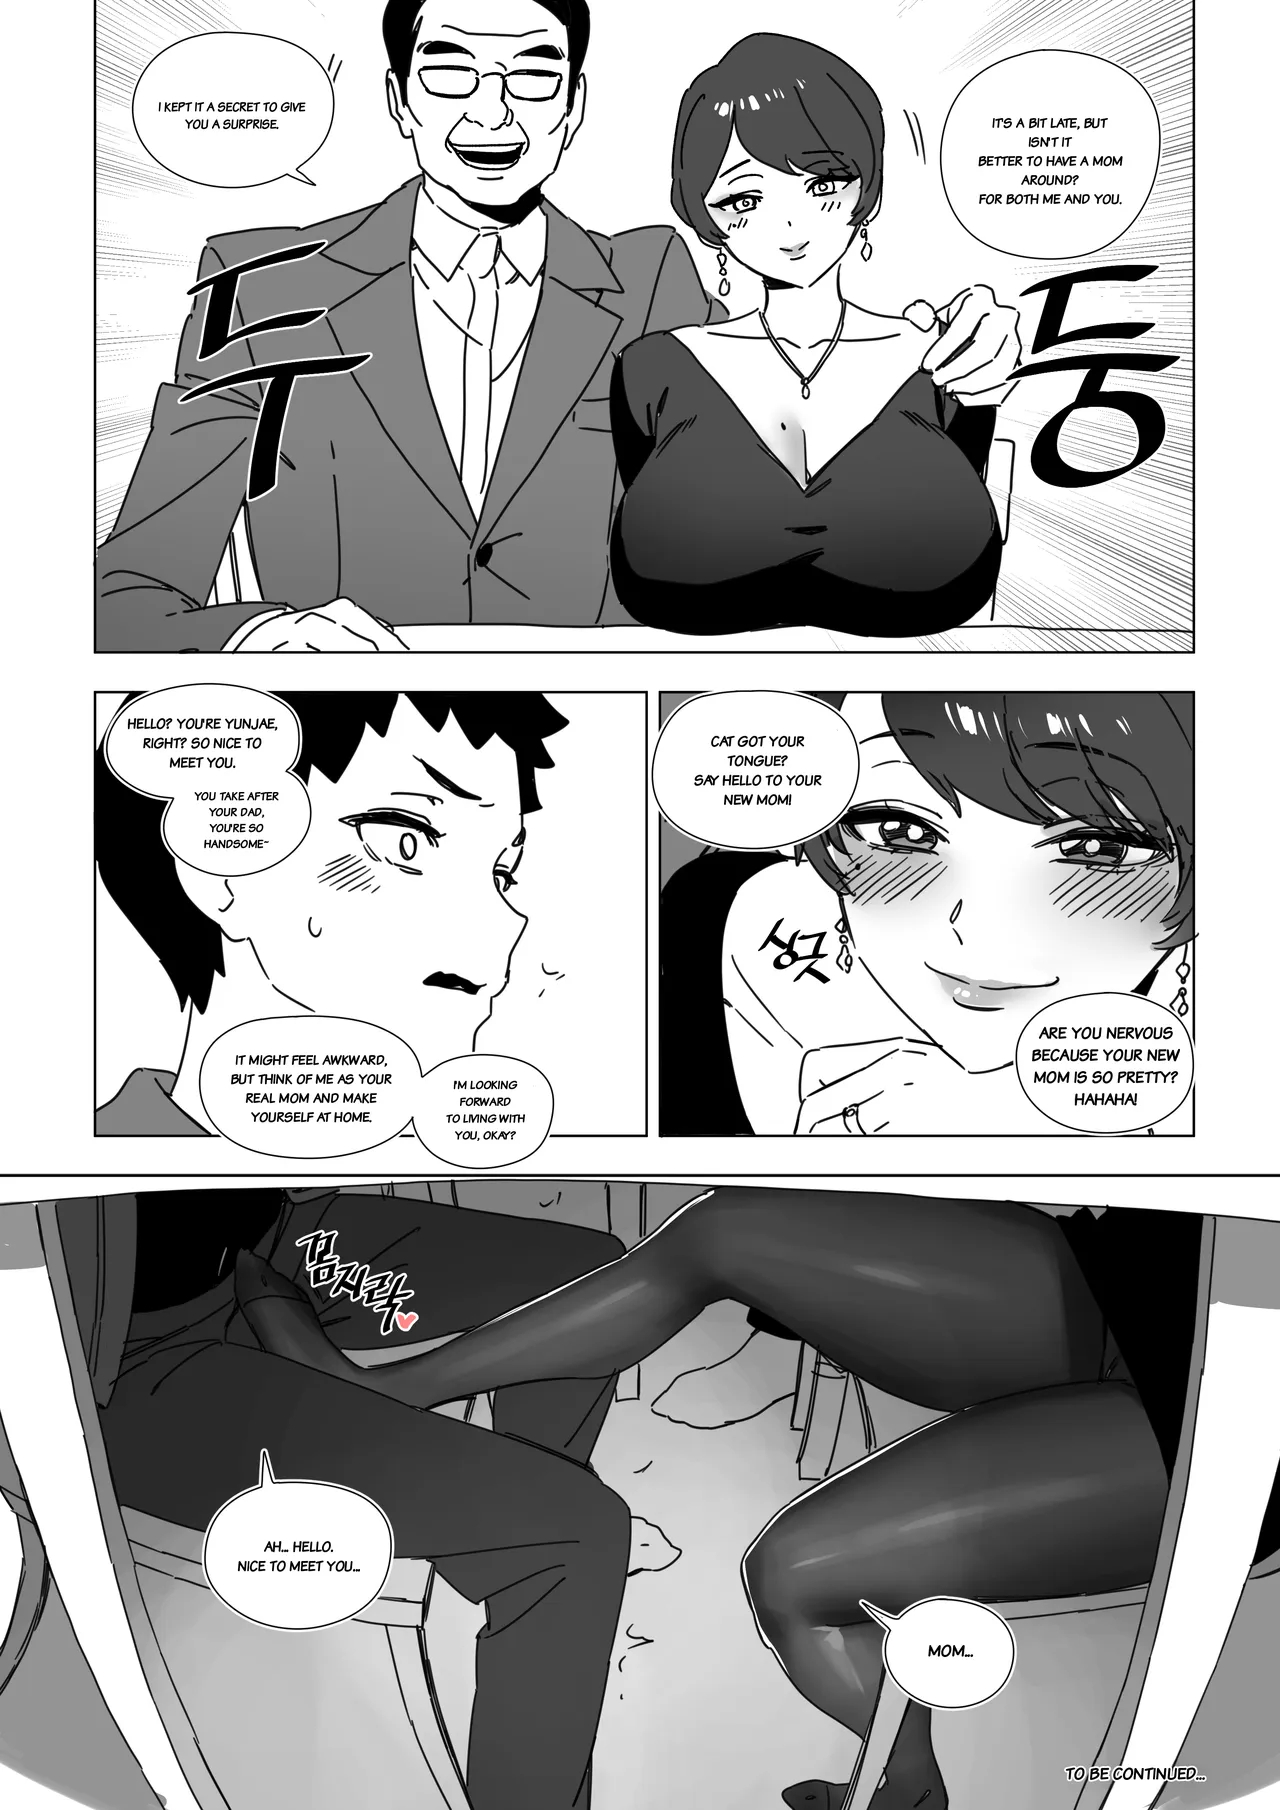 I KEPT IT A SECRET TO GIVE
YOU A SURPRISE.
IT'S A BIT LATE, BUT
ISN'T IT
BETTER TO HAVE A MOM
AROUND?
FOR BOTH ME AND YOU.
두
둥
HELLO? YOU'RE YUNJAE,
RIGHT? SO NICE TO
MEET YOU.
YOU TAKE AFTER
YOUR DAD,
YOU'RE SO
HANDSOME~
IT MIGHT FEEL AWKWARD,
BUT THINK OF ME AS YOUR
REAL MOM AND MAKE
YOURSELF AT HOME.
I'M LOOKING
FORWARD
TO LIVING WITH
YOU, OKAY?
CAT GOT YOUR
TONGUE?
SAY HELLO TO YOUR
NEW MOM!
싱긋
ARE YOU NERVOUS
BECAUSE YOUR NEW
MOM IS SO PRETTY?
HAHAHA!
꼼지락
AH... HELLO.
NICE TO MEET YOU...
MOM...
TO BE CONTINUED...